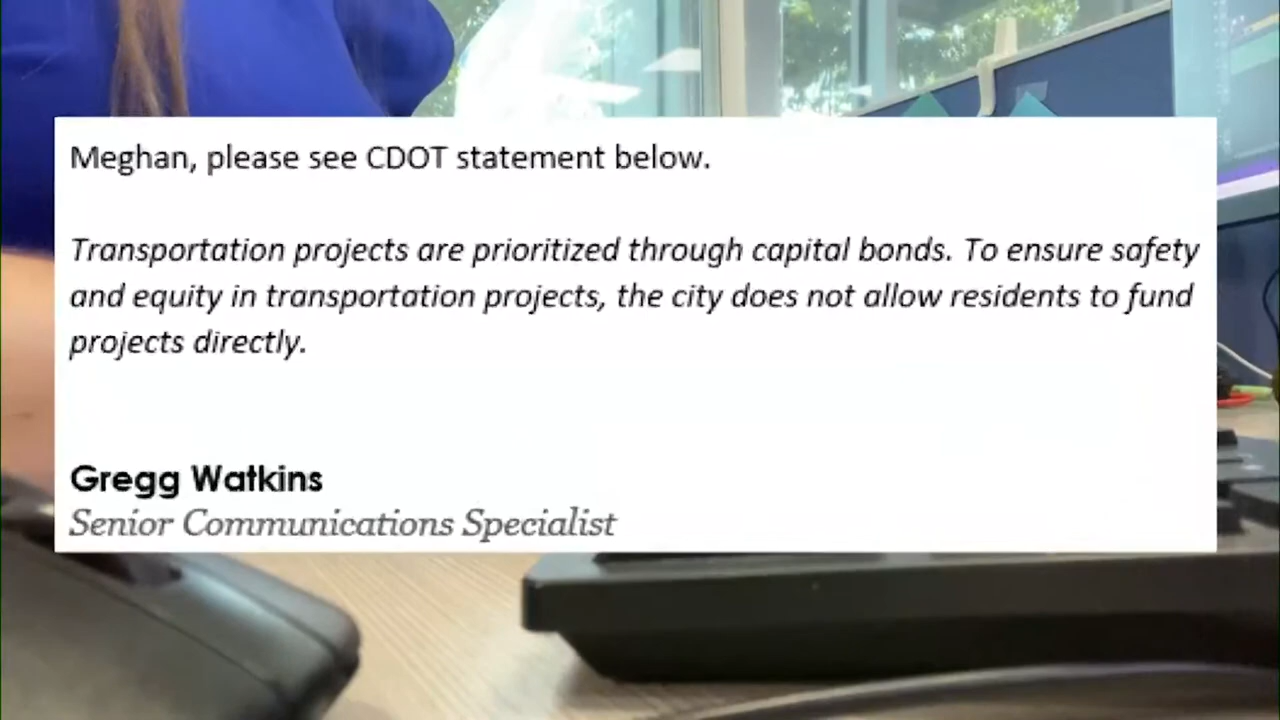 Meghan, please see CDOT statement below.
Transportation projects are prioritized through capital bonds. To ensure safety
and equity in transportation projects, the city does not allow residents to fund
projects directly.
Gregg Watkins
Senior Communications Specialist